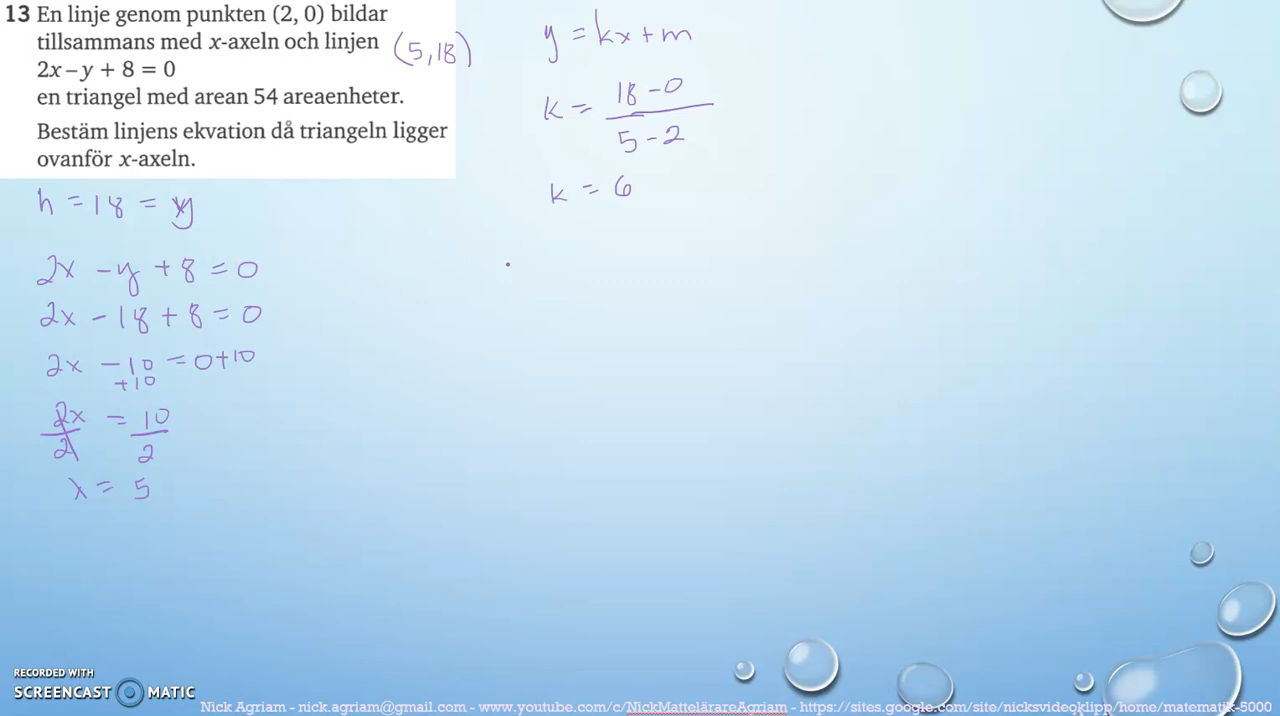 13 En linje genom punkten (2, 0) bildar
tillsammans med x-axeln och linjen
2x – y + 8 = 0
en triangel med arean 54 areaenheter.
Bestäm linjens ekvation då triangeln ligger
ovanför x-axeln.
(5,18)
h = 18 = y
2x - y + 8 = 0
2x - 18 + 8 = 0
2x - 10 = 0 + 10
+10
2x = 10
2 2
x = 5
y = kx + m
k = 18 - 0
5 - 2
k = 6
RECORDED WITH
SCREENCAST MATIC
Nick Agriam - nick.agriam@gmail.com - www.youtube.com/c/NickMattelärareAgriam - https://sites.google.com/site/nicksvideoklipp/home/matematik-5000